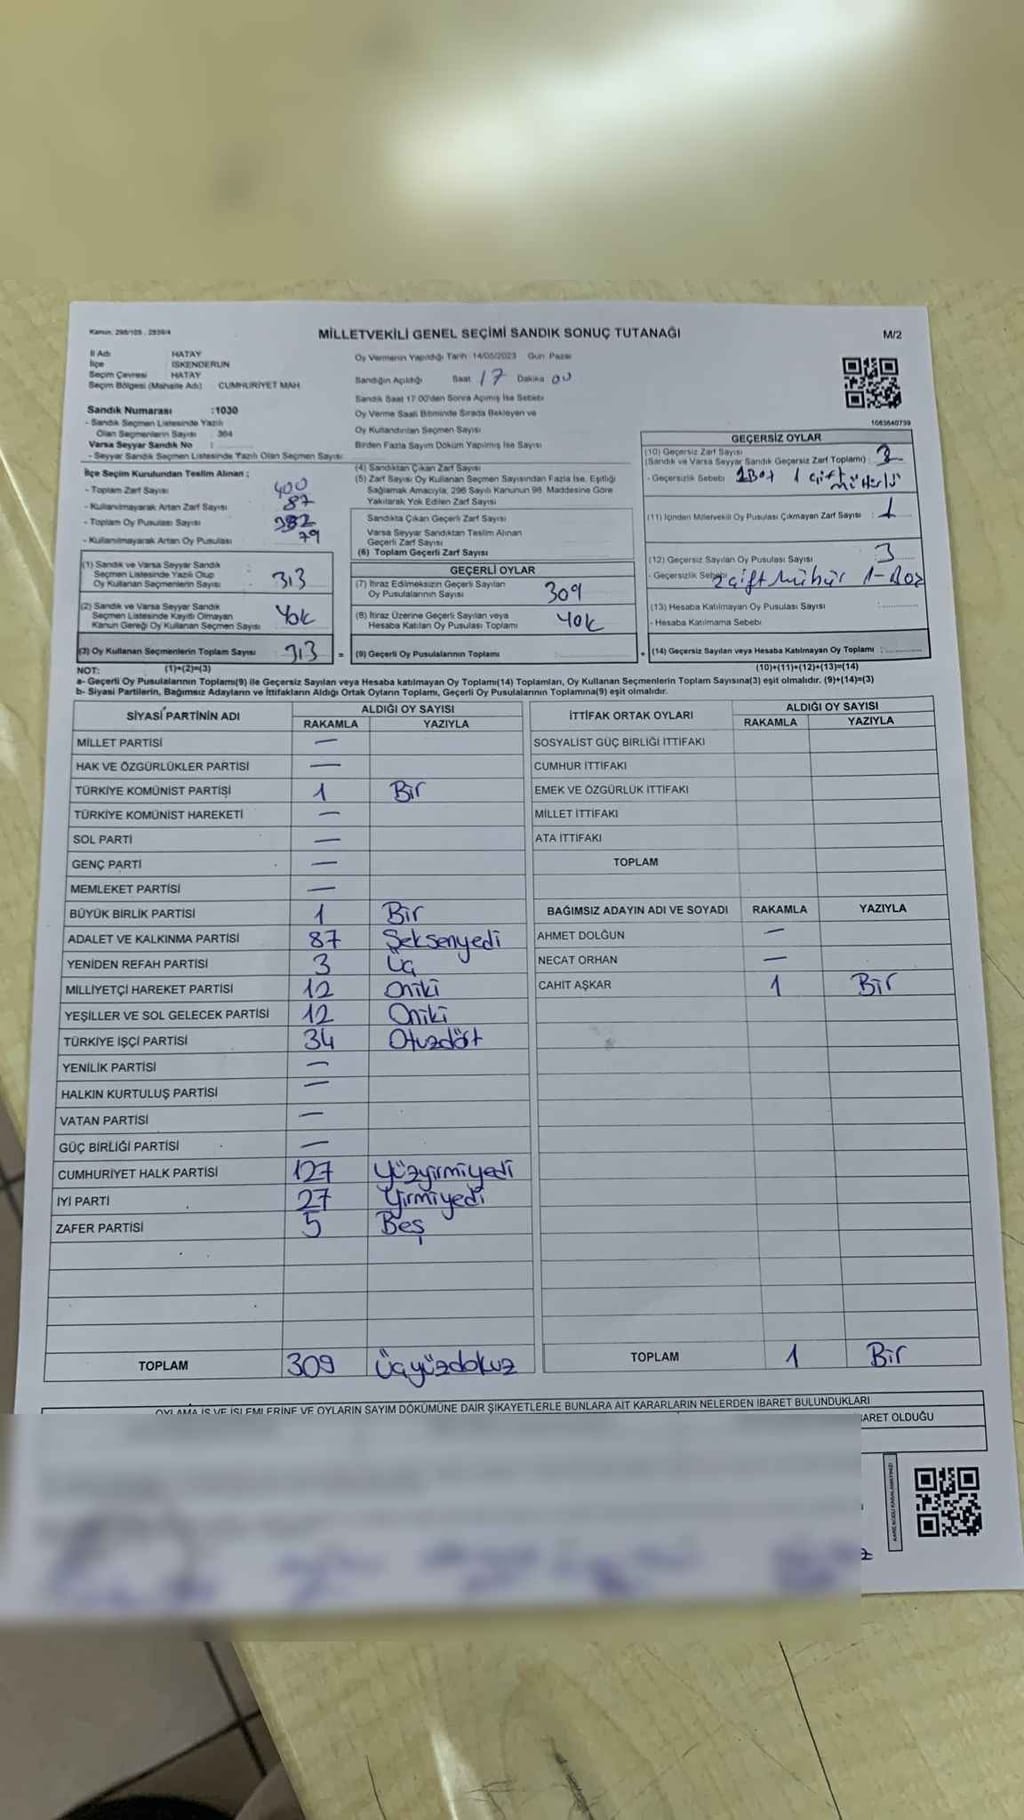 Kanun, 298/105 - 2839/4
MİLLETVEKİLİ GENEL SEÇİMİ SANDIK SONUÇ TUTANAĞI
M/2
İl Adı HATAY
İlçe İSKENDERUN
Seçim Çevresi HATAY
Seçim Bölgesi (Mahalle Adı) CUMHURİYET MAH
Oy Vermenin Yapıldığı Tarih 14/05/2023 Gün Pazar
Sandığın Açıldığı Saat 17 Dakika 00
Sandık Saat 17:00'den Sonra Açılmış İse Sebebi
Oy Verme Saati Bitiminde Sırada Bekleyen ve
Oy Kullandırılan Seçmen Sayısı
Birden Fazla Sayım Döküm Yapılmış İse Sayısı
1083640739
Sandık Numarası :1030
- Sandık Seçmen Listesinde Yazılı
Olan Seçmenlerin Sayısı : 364
Varsa Seyyar Sandık No :
- Seyyar Sandık Seçmen Listesinde Yazılı Olan Seçmen Sayısı
İlçe Seçim Kurulundan Teslim Alınan ;
- Toplam Zarf Sayısı 400
- Kullanılmayarak Artan Zarf Sayısı 87
- Toplam Oy Pusulası Sayısı 392
- Kullanılmayarak Artan Oy Pusulası 79
(1) Sandık ve Varsa Seyyar Sandık
Seçmen Listesinde Yazılı Olup
Oy Kullanan Seçmenlerin Sayısı 313
(2) Sandık ve Varsa Seyyar Sandık
Seçmen Listesinde Kayıtlı Olmayan
Kanun Gereği Oy Kullanan Seçmen Sayısı Yok
(3) Oy Kullanan Seçmenlerin Toplam Sayısı 313 =
(1)+(2)=(3)
(4) Sandıktan Çıkan Zarf Sayısı
(5) Zarf Sayısı Oy Kullanan Seçmen Sayısından Fazla İse, Eşitliği
Sağlamak Amacıyla, 298 Sayılı Kanunun 98. Maddesine Göre
Yakılarak Yok Edilen Zarf Sayısı
Sandıkta Çıkan Geçerli Zarf Sayısı
Varsa Seyyar Sandıktan Teslim Alınan
Geçerli Zarf Sayısı
(6) Toplam Geçerli Zarf Sayısı
GEÇERLİ OYLAR
(7) İtiraz Edilmeksizin Geçerli Sayılan
Oy Pusulalarının Sayısı 309
(8) İtiraz Üzerine Geçerli Sayılan veya
Hesaba Katılan Oy Pusulası Toplamı Yok
(9) Geçerli Oy Pusulalarının Toplamı +
GEÇERSİZ OYLAR
(10) Geçersiz Zarf Sayısı
(Sandık ve Varsa Seyyar Sandık Geçersiz Zarf Toplamı) :
- Geçersizlik Sebebi 1 Boş 1 çift mühürlü
(11) İçinden Milletvekili Oy Pusulası Çıkmayan Zarf Sayısı : 1
(12) Geçersiz Sayılan Oy Pusulası Sayısı 3
- Geçersizlik Sebebi 2 çift mühür 1-Boş
(13) Hesaba Katılmayan Oy Pusulası Sayısı
- Hesaba Katılmama Sebebi
(14) Geçersiz Sayılan veya Hesaba Katılmayan Oy Toplamı :
(10)+(11)+(12)+(13)=(14)
NOT:
a- Geçerli Oy Pusulalarının Toplamı(9) ile Geçersiz Sayılan veya Hesaba katılmayan Oy Toplamı(14) Toplamları, Oy Kullanan Seçmenlerin Toplam Sayısına(3) eşit olmalıdır. (9)+(14)=(3)
b- Siyasi Partilerin, Bağımsız Adayların ve İttifakların Aldığı Ortak Oyların Toplamı, Geçerli Oy Pusulalarının Toplamına(9) eşit olmalıdır.
SİYASİ PARTİNİN ADI ALDIĞI OY SAYISI
RAKAMLA YAZIYLA
MİLLET PARTİSİ —
HAK VE ÖZGÜRLÜKLER PARTİSİ —
TÜRKİYE KOMÜNİST PARTİSİ 1 Bir
TÜRKİYE KOMÜNİST HAREKETİ —
SOL PARTİ —
GENÇ PARTİ —
MEMLEKET PARTİSİ —
BÜYÜK BİRLİK PARTİSİ 1 Bir
ADALET VE KALKINMA PARTİSİ 87 Seksenyedi
YENİDEN REFAH PARTİSİ 3 Üç
MİLLİYETÇİ HAREKET PARTİSİ 12 Oniki
YEŞİLLER VE SOL GELECEK PARTİSİ 12 Oniki
TÜRKİYE İŞÇİ PARTİSİ 34 Otuzdört
YENİLİK PARTİSİ —
HALKIN KURTULUŞ PARTİSİ —
VATAN PARTİSİ —
GÜÇ BİRLİĞİ PARTİSİ —
CUMHURİYET HALK PARTİSİ 127 Yüzyirmiyedi
İYİ PARTİ 27 Yirmiyedi
ZAFER PARTİSİ 5 Beş
TOPLAM 309 Üçyüzdokuz
İTTİFAK ORTAK OYLARI ALDIĞI OY SAYISI
RAKAMLA YAZIYLA
SOSYALİST GÜÇ BİRLİĞİ İTTİFAKI
CUMHUR İTTİFAKI
EMEK VE ÖZGÜRLÜK İTTİFAKI
MİLLET İTTİFAKI
ATA İTTİFAKI
TOPLAM
BAĞIMSIZ ADAYIN ADI VE SOYADI RAKAMLA YAZIYLA
AHMET DOLĞUN —
NECAT ORHAN —
CAHİT AŞKAR 1 Bir
TOPLAM 1 Bir
OYLAMA İŞ VE İŞLEMLERİNE VE OYLARIN SAYIM DÖKÜMÜNE DAİR ŞİKAYETLERLE BUNLARA AİT KARARLARIN NELERDEN İBARET BULUNDUKLARI
OLDUĞU